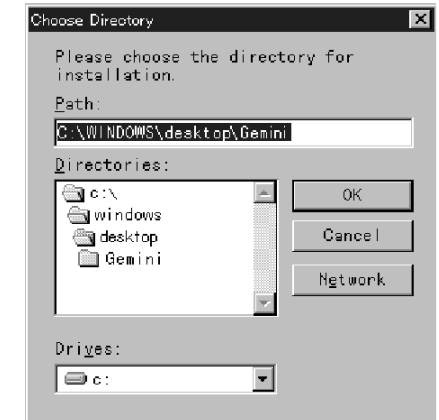 Choose Directory
Please choose the directory for
installation.
Path:
C:\WINDOWS\desktop\Gemini
Directories:
c:\
windows
desktop
Gemini
OK
Cancel
Network
Drives:
c: